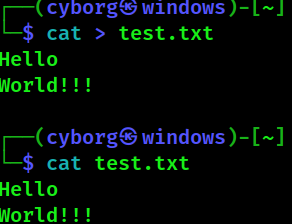 ┌──(cyborg㉿windows)-[~]
└─$ cat > test.txt
Hello
World!!!
┌──(cyborg㉿windows)-[~]
└─$ cat test.txt
Hello
World!!!